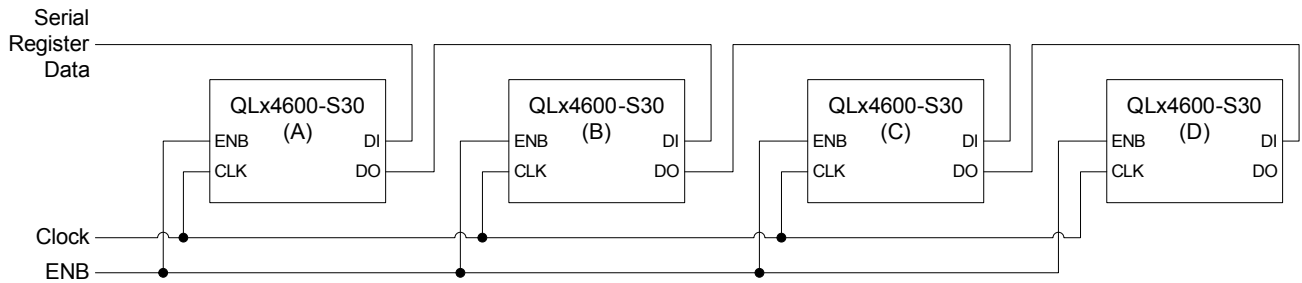 Serial
Register
Data
QLx4600-S30
(A)
ENB DI
CLK DO
QLx4600-S30
(B)
ENB DI
CLK DO
QLx4600-S30
(C)
ENB DI
CLK DO
QLx4600-S30
(D)
ENB DI
CLK DO
Clock
ENB